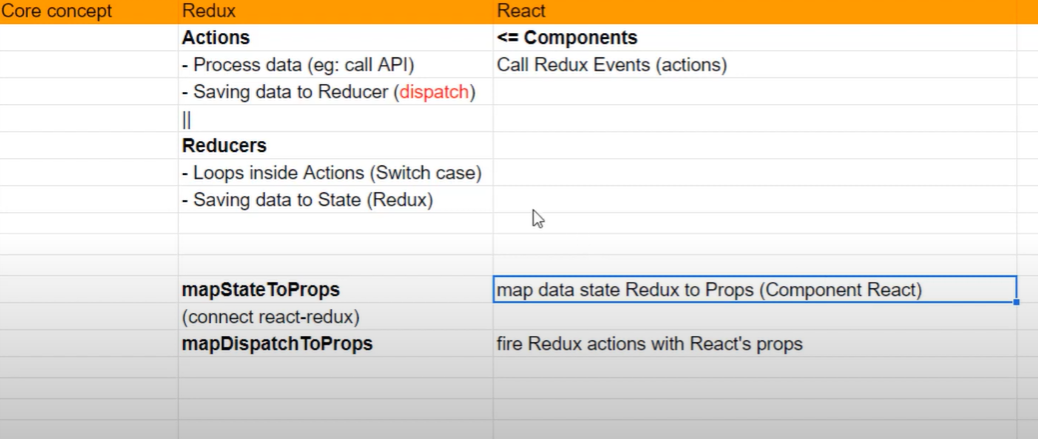 Core concept Redux React
Actions <= Components
- Process data (eg: call API) Call Redux Events (actions)
- Saving data to Reducer (dispatch)
||
Reducers
- Loops inside Actions (Switch case)
- Saving data to State (Redux)
mapStateToProps map data state Redux to Props (Component React)
(connect react-redux)
mapDispatchToProps fire Redux actions with React's props